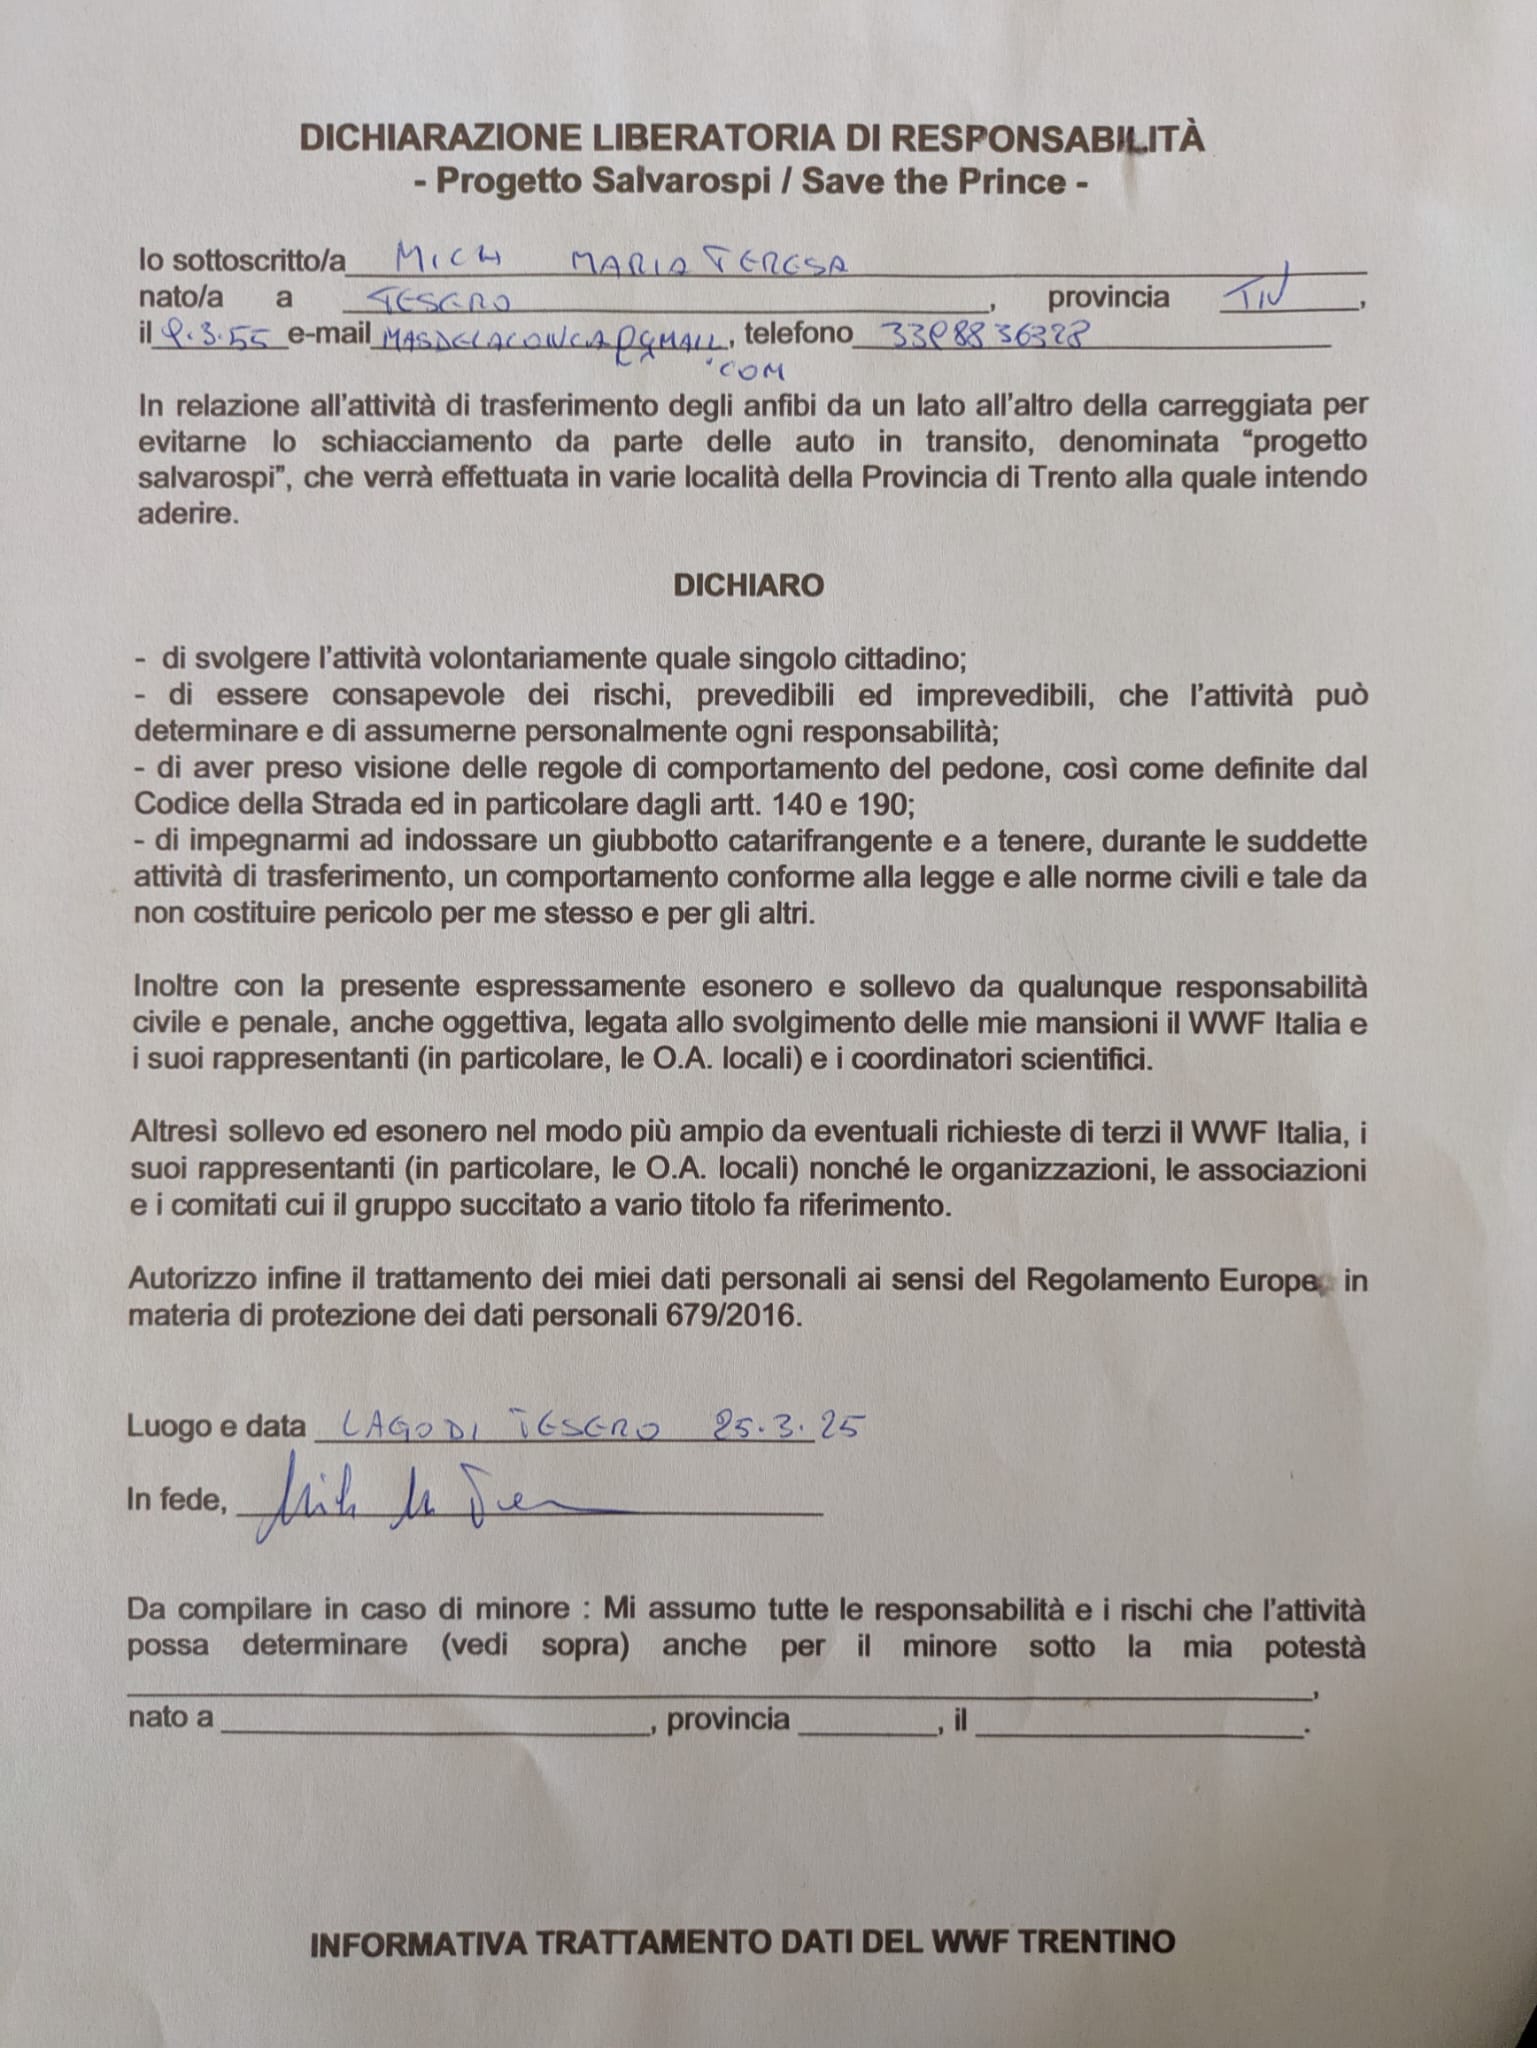 DICHIARAZIONE LIBERATORIA DI RESPONSABILITÀ
- Progetto Salvarospi / Save the Prince -
Io sottoscritto/a MICH MARIA TERESA
nato/a a TESERO, provincia TN,
il .3.55 e-mail MASDELACONCA@GMAIL, telefono
.COM
In relazione all'attività di trasferimento degli anfibi da un lato all'altro della carreggiata per
evitarne lo schiacciamento da parte delle auto in transito, denominata “progetto
salvarospi”, che verrà effettuata in varie località della Provincia di Trento alla quale intendo
aderire.
DICHIARO
- di svolgere l'attività volontariamente quale singolo cittadino;
- di essere consapevole dei rischi, prevedibili ed imprevedibili, che l'attività può
determinare e di assumerne personalmente ogni responsabilità;
- di aver preso visione delle regole di comportamento del pedone, così come definite dal
Codice della Strada ed in particolare dagli artt. 140 e 190;
- di impegnarmi ad indossare un giubbotto catarifrangente e a tenere, durante le suddette
attività di trasferimento, un comportamento conforme alla legge e alle norme civili e tale da
non costituire pericolo per me stesso e per gli altri.
Inoltre con la presente espressamente esonero e sollevo da qualunque responsabilità
civile e penale, anche oggettiva, legata allo svolgimento delle mie mansioni il WWF Italia e
i suoi rappresentanti (in particolare, le O.A. locali) e i coordinatori scientifici.
Altresì sollevo ed esonero nel modo più ampio da eventuali richieste di terzi il WWF Italia, i
suoi rappresentanti (in particolare, le O.A. locali) nonché le organizzazioni, le associazioni
e i comitati cui il gruppo succitato a vario titolo fa riferimento.
Autorizzo infine il trattamento dei miei dati personali ai sensi del Regolamento Europeo in
materia di protezione dei dati personali 679/2016.
Luogo e data LAGO DI TESERO 25.3.25
In fede,
Da compilare in caso di minore : Mi assumo tutte le responsabilità e i rischi che l'attività
possa determinare (vedi sopra) anche per il minore sotto la mia potestà
,
nato a , provincia , il .
INFORMATIVA TRATTAMENTO DATI DEL WWF TRENTINO